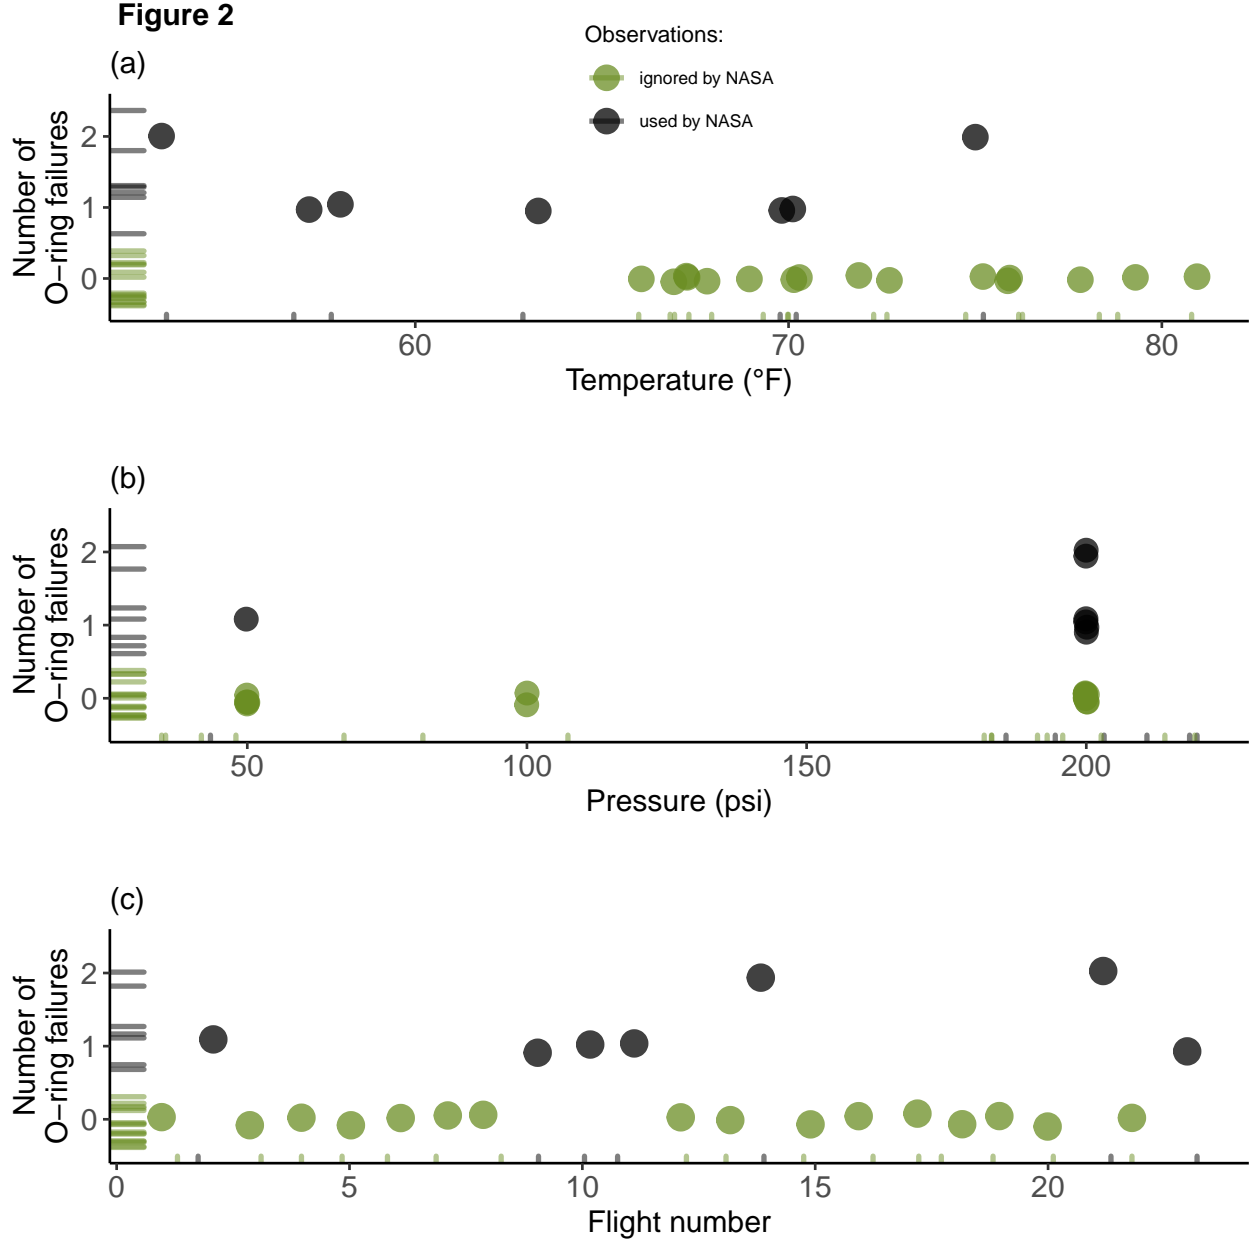 Figure 2
Observations:
ignored by NASA
used by NASA
(a)
Number of
O−ring failures
2
1
0
60 70 80
Temperature (°F)
(b)
Number of
O−ring failures
2
1
0
50 100 150 200
Pressure (psi)
(c)
Number of
O−ring failures
2
1
0
0 5 10 15 20
Flight number